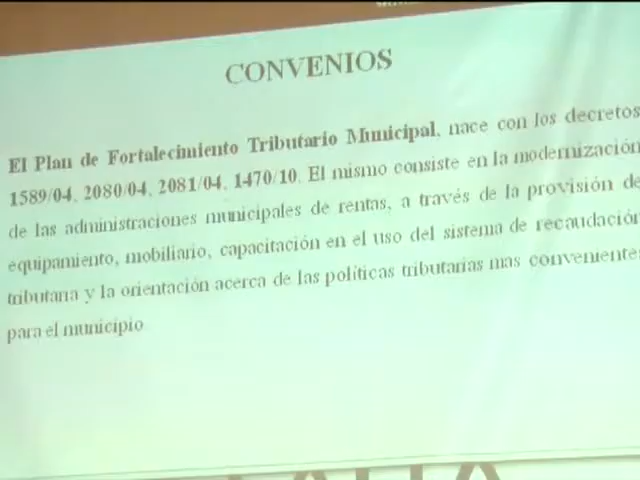 CONVENIOS
El Plan de Fortalecimiento Tributario Municipal, nace con los decretos
1589/04, 2080/04, 2081/04, 1470/10. El mismo consiste en la modernización
de las administraciones municipales de rentas, a través de la provisión de
equipamiento, mobiliario, capacitación en el uso del sistema de recaudación
tributaria y la orientación acerca de las políticas tributarias mas convenientes
para el municipio